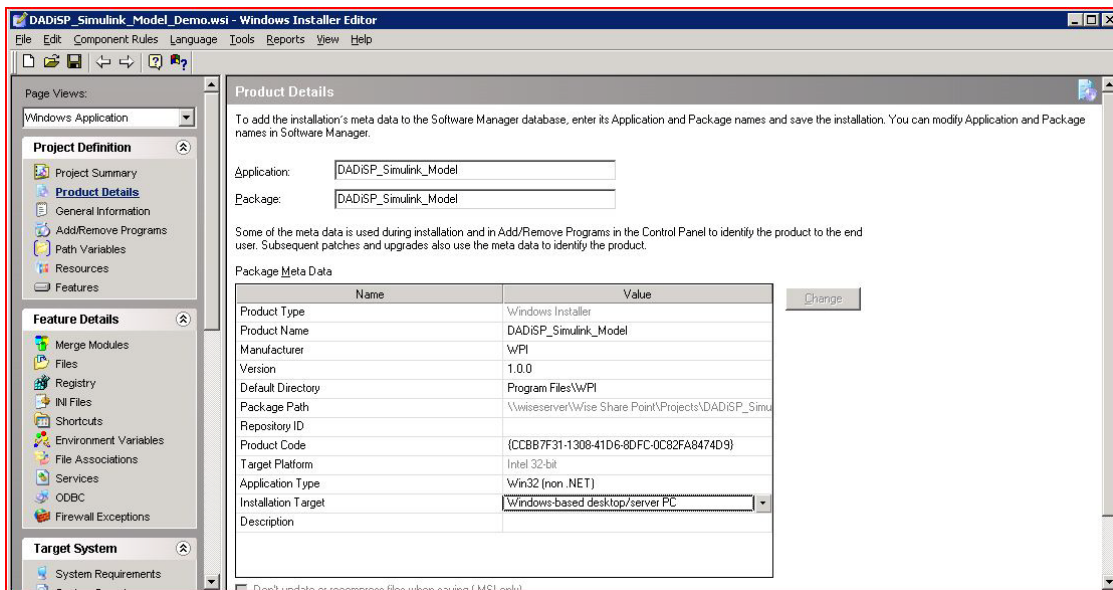 DADiSP_Simulink_Model_Demo.wsi - Windows Installer Editor
File Edit Component Rules Language Tools Reports View Help
Page Views:
Windows Application
Project Definition
Project Summary
Product Details
General Information
Add/Remove Programs
Path Variables
Resources
Features
Feature Details
Merge Modules
Files
Registry
INI Files
Shortcuts
Environment Variables
File Associations
Services
ODBC
Firewall Exceptions
Target System
System Requirements
Product Details
To add the installation's meta data to the Software Manager database, enter its Application and Package names and save the installation. You can modify Application and Package
names in Software Manager.
Application: DADiSP_Simulink_Model
Package: DADiSP_Simulink_Model
Some of the meta data is used during installation and in Add/Remove Programs in the Control Panel to identify the product to the end
user. Subsequent patches and upgrades also use the meta data to identify the product.
Package Meta Data
Name Value
Product Type Windows Installer
Product Name DADiSP_Simulink_Model
Manufacturer WPI
Version 1.0.0
Default Directory Program Files\WPI
Package Path \\wiseserver\Wise Share Point\Projects\DADiSP_Simu
Repository ID
Product Code {CCBB7F31-1308-41D6-8DFC-0C82FA8474D9}
Target Platform Intel 32-bit
Application Type Win32 (non .NET)
Installation Target Windows-based desktop/server PC
Description
Change
Don't update or recompress files when saving (.MSI only)